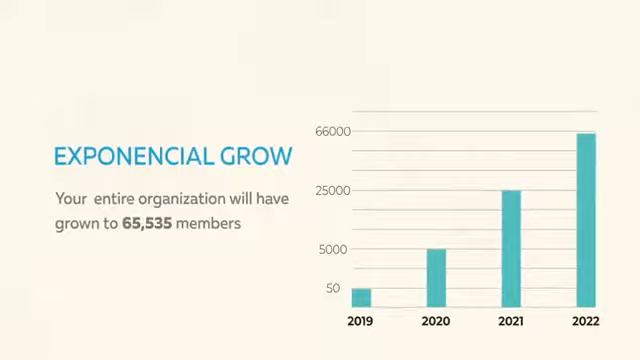 EXPONENCIAL GROW
Your entire organization will have
grown to 65,535 members
66000
25000
5000
50
2019 2020 2021 2022